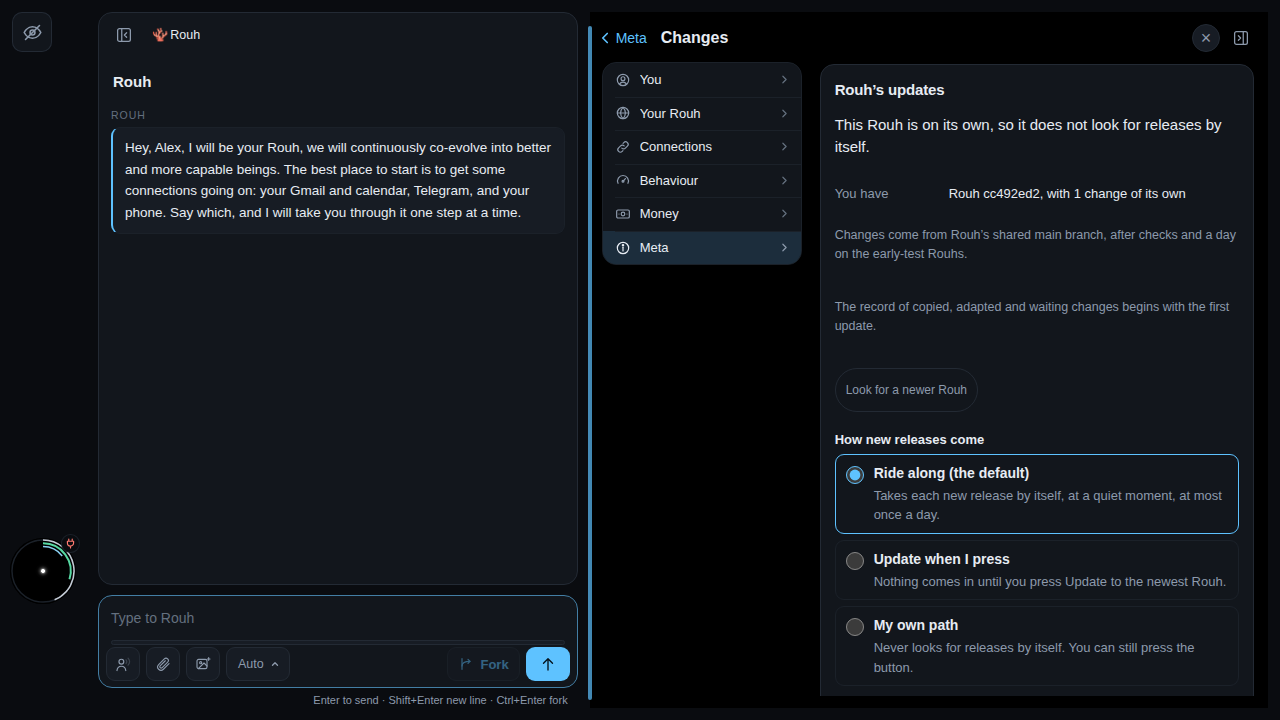 Rouh
Rouh
ROUH
Hey, Alex, I will be your Rouh, we will continuously co-evolve into better
and more capable beings. The best place to start is to get some
connections going on: your Gmail and calendar, Telegram, and your
phone. Say which, and I will take you through it one step at a time.
Type to Rouh
Auto
Fork
Enter to send · Shift+Enter new line · Ctrl+Enter fork
Meta
Changes
You
Your Rouh
Connections
Behaviour
Money
Meta
Rouh’s updates
This Rouh is on its own, so it does not look for releases by
itself.
You have Rouh cc492ed2, with 1 change of its own
Changes come from Rouh’s shared main branch, after checks and a day
on the early-test Rouhs.
The record of copied, adapted and waiting changes begins with the first
update.
Look for a newer Rouh
How new releases come
Ride along (the default)
Takes each new release by itself, at a quiet moment, at most
once a day.
Update when I press
Nothing comes in until you press Update to the newest Rouh.
My own path
Never looks for releases by itself. You can still press the
button.